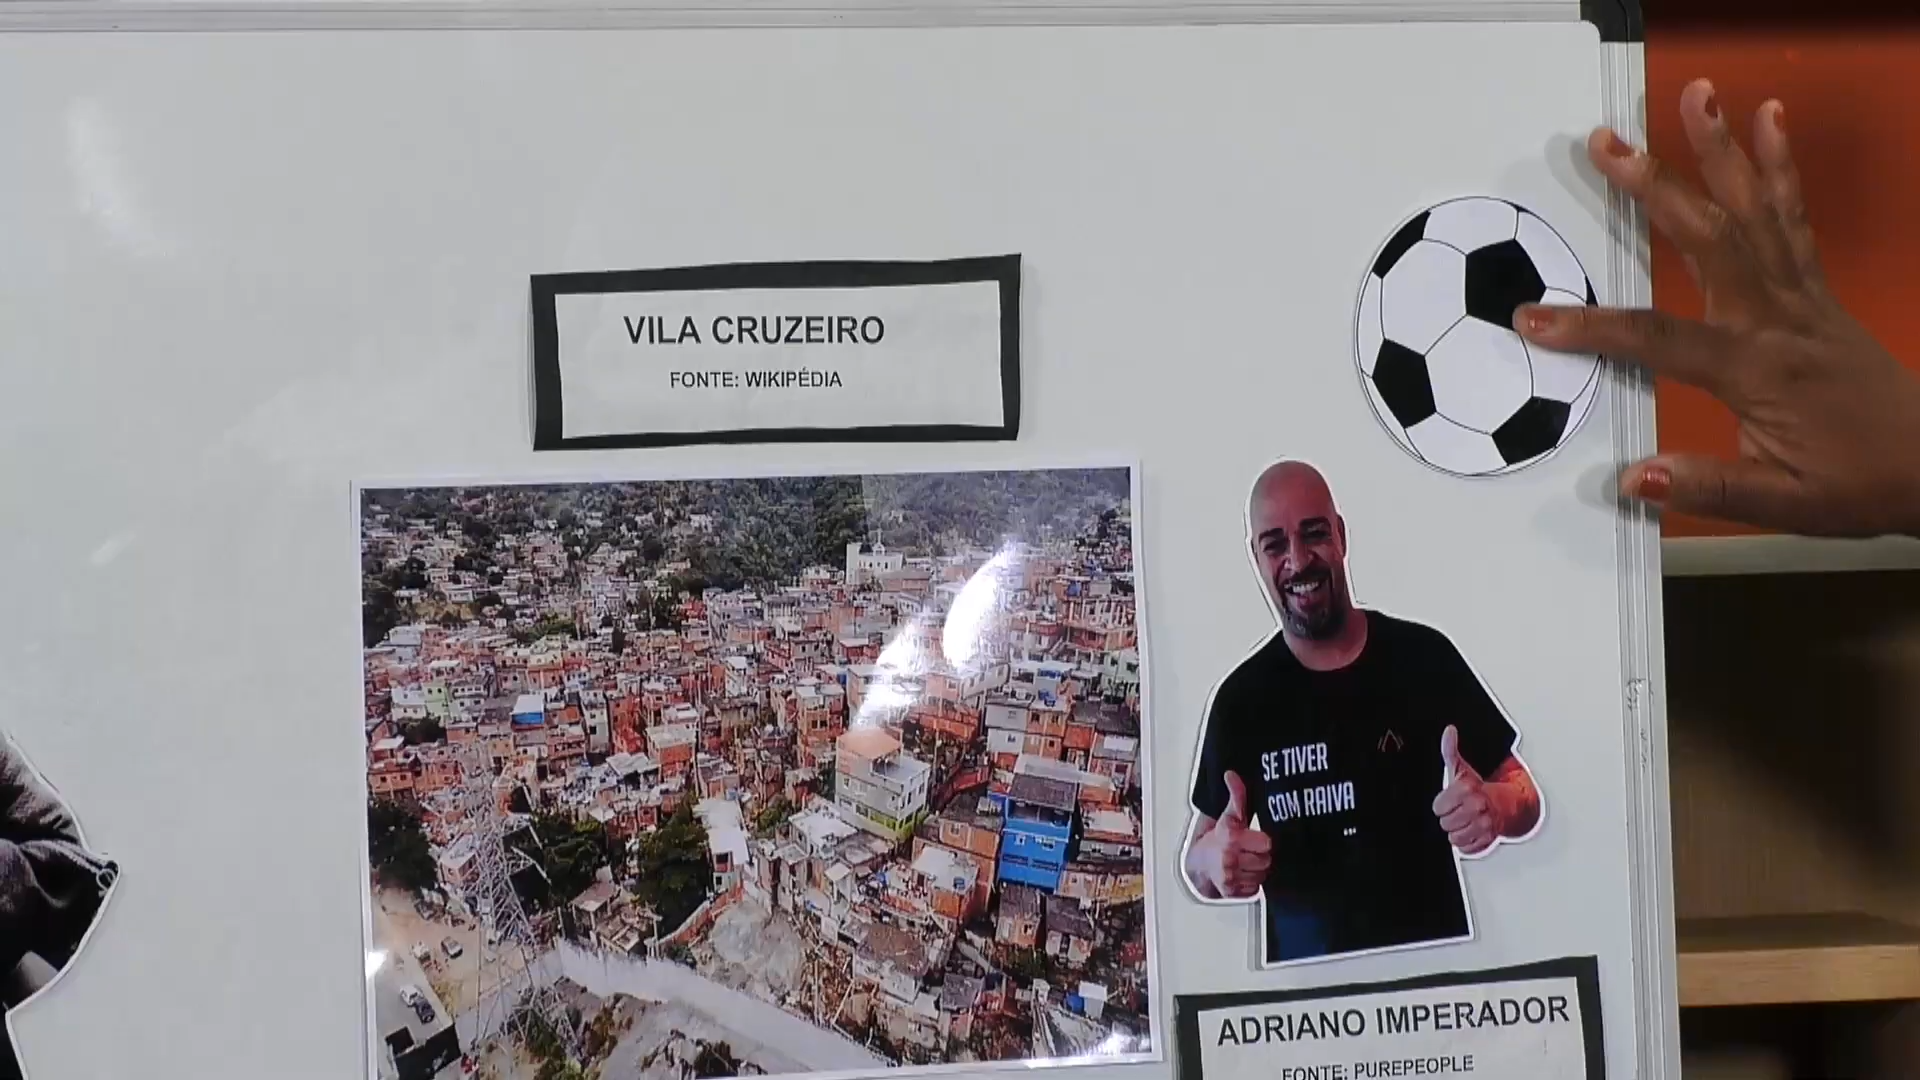 VILA CRUZEIRO
FONTE: WIKIPÉDIA
SE TIVER
COM RAIVA
...
ADRIANO IMPERADOR
FONTE: PUREPEOPLE